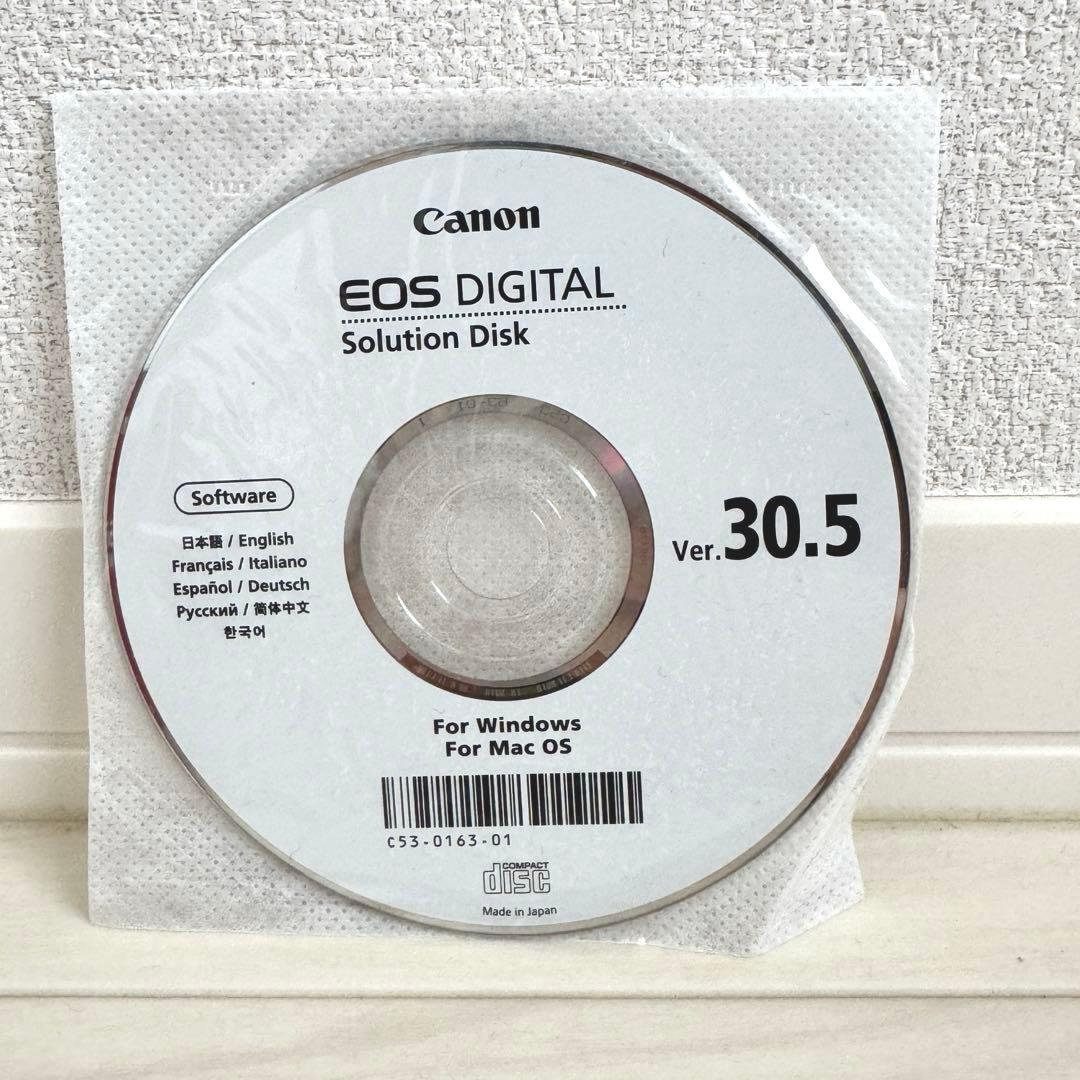 Canon
EOS DIGITAL
Solution Disk
Software
日本語 / English
Français / Italiano
Español / Deutsch
Русский / 简体中文
한국어
Ver.30.5
For Windows
For Mac OS
C53-0163-01
COMPACT
disc
Made in Japan